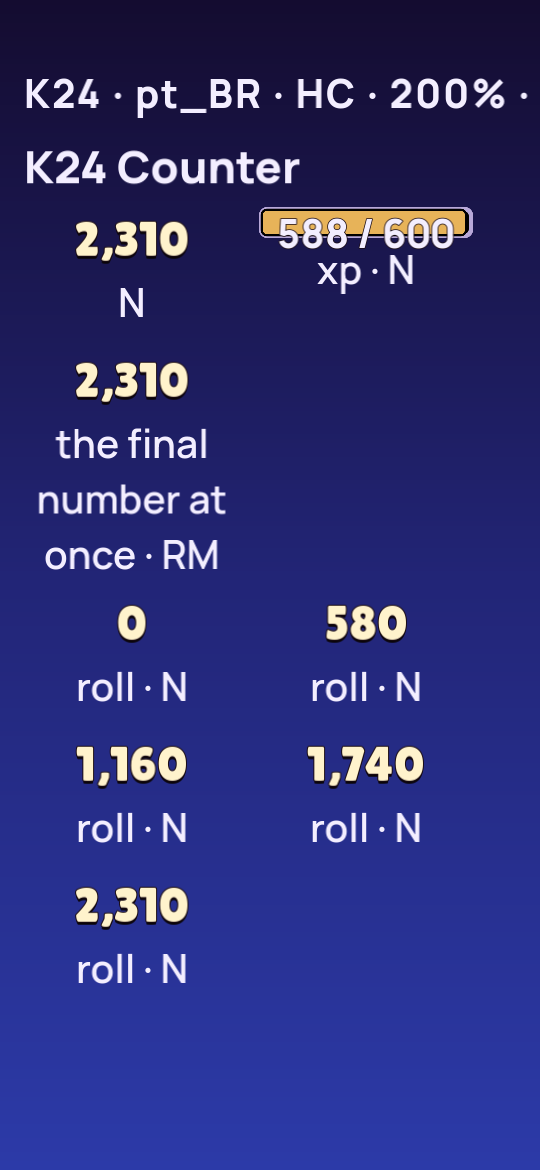 K24 · pt_BR · HC · 200% ·
K24 Counter
2,310
588 / 600
N
xp · N
2,310
the final
number at
once · RM
0
580
roll · N
roll · N
1,160
1,740
roll · N
roll · N
2,310
roll · N